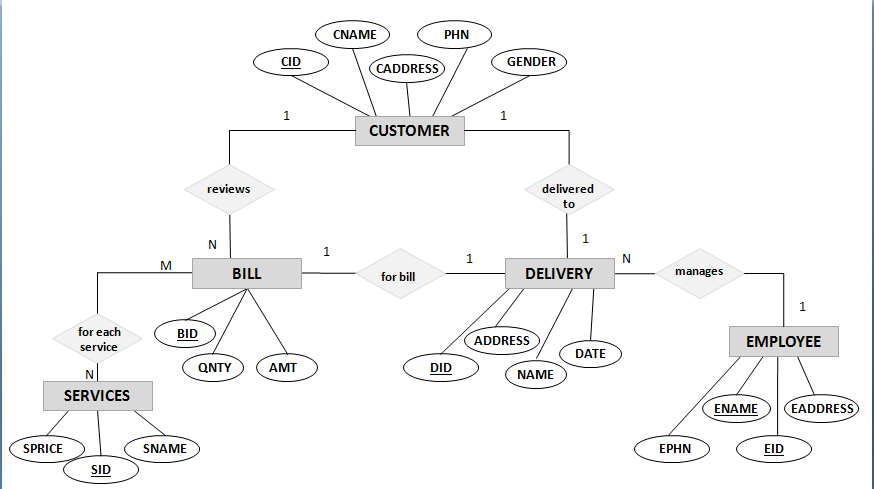 CNAME
PHN
CID
CADDRESS
GENDER
1
1
CUSTOMER
reviews
delivered
to
N
1
M
1
1
N
BILL
for bill
DELIVERY
manages
1
for each
service
BID
ADDRESS
EMPLOYEE
QNTY
AMT
DID
NAME
DATE
N
SERVICES
ENAME
EADDRESS
SPRICE
SNAME
SID
EPHN
EID